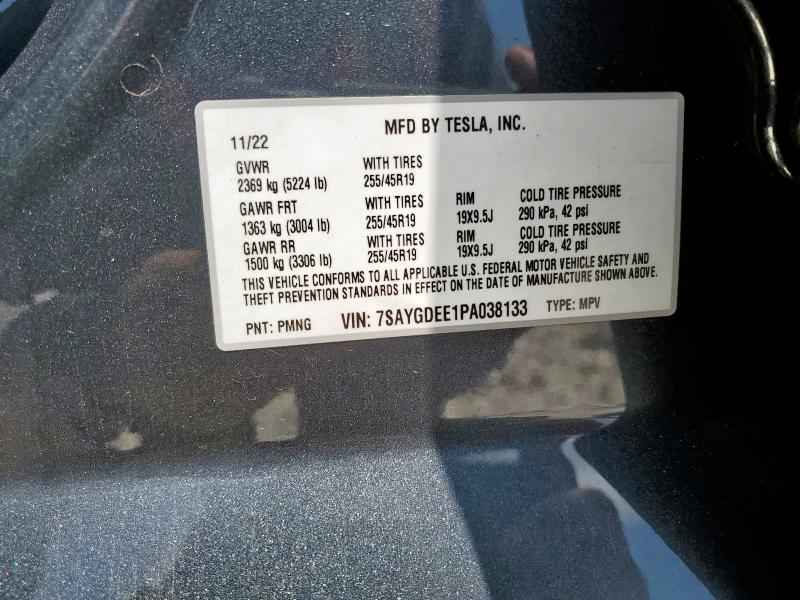 MFD BY TESLA, INC.
11/22
GVWR WITH TIRES
2369 kg (5224 lb) 255/45R19
GAWR FRT WITH TIRES RIM COLD TIRE PRESSURE
1363 kg (3004 lb) 255/45R19 19X9.5J 290 kPa, 42 psi
GAWR RR WITH TIRES RIM COLD TIRE PRESSURE
1500 kg (3306 lb) 255/45R19 19X9.5J 290 kPa, 42 psi
THIS VEHICLE CONFORMS TO ALL APPLICABLE U.S. FEDERAL MOTOR VEHICLE SAFETY AND
THEFT PREVENTION STANDARDS IN EFFECT ON THE DATE OF MANUFACTURE SHOWN ABOVE.
PNT: PMNG VIN: 7SAYGDEE1PA038133 TYPE: MPV